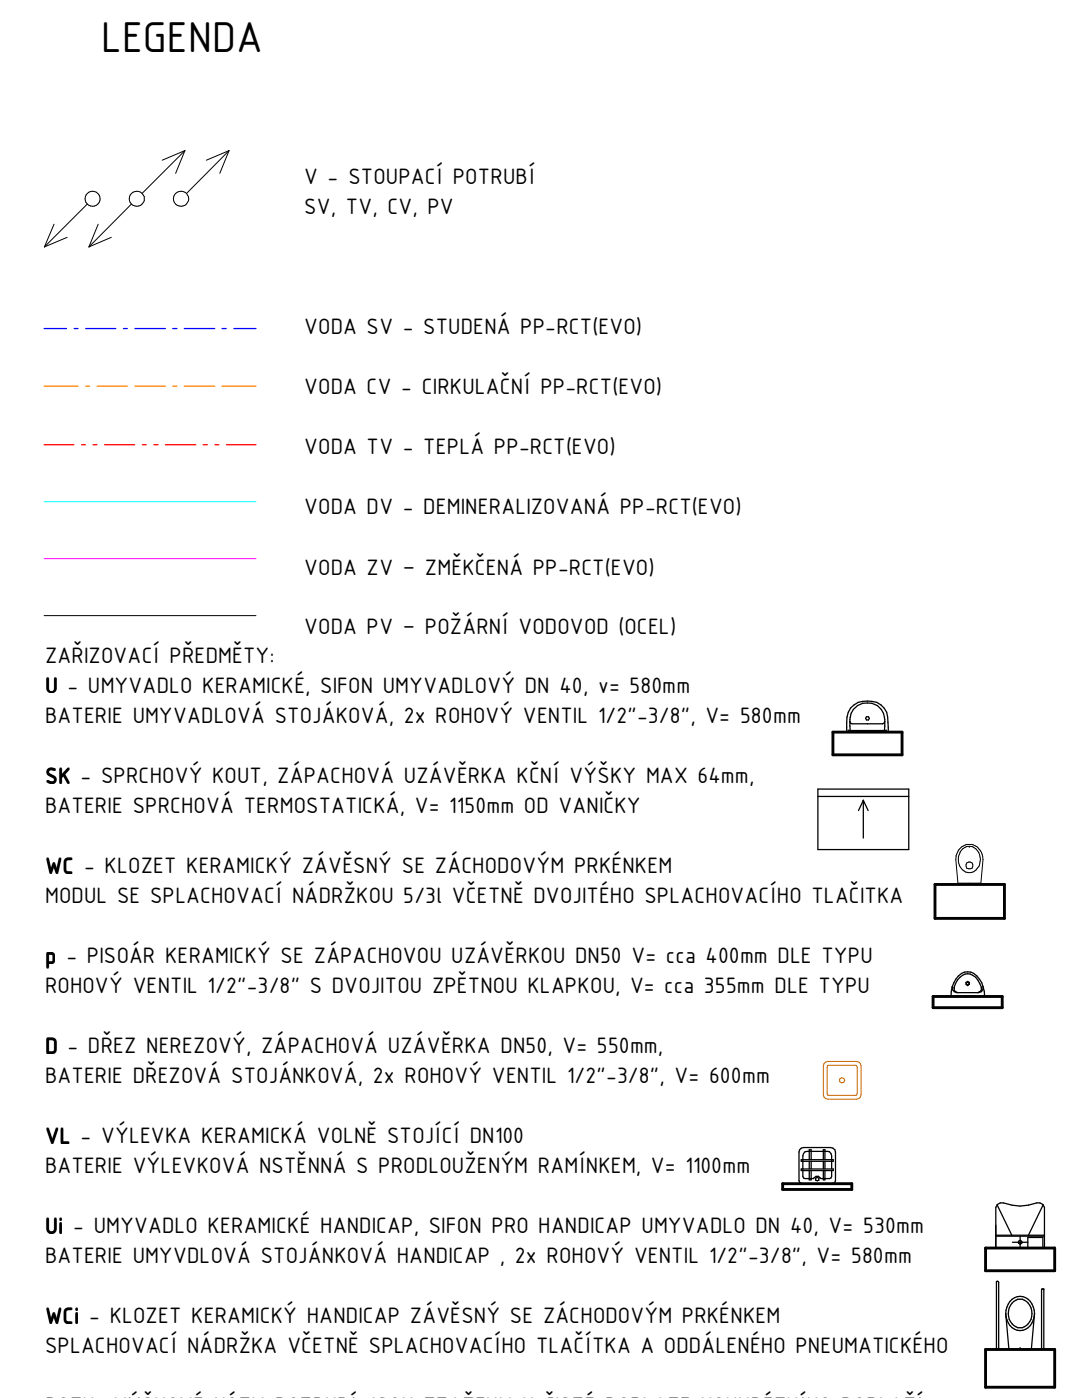 LEGENDA
V - STOUPACÍ POTRUBÍ
SV, TV, CV, PV
VODA SV - STUDENÁ PP-RCT(EVO)
VODA CV - CIRKULAČNÍ PP-RCT(EVO)
VODA TV - TEPLÁ PP-RCT(EVO)
VODA DV - DEMINERALIZOVANÁ PP-RCT(EVO)
VODA ZV - ZMĚKČENÁ PP-RCT(EVO)
VODA PV - POŽÁRNÍ VODOVOD (OCEL)
ZAŘIZOVACÍ PŘEDMĚTY:
U - UMYVADLO KERAMICKÉ, SIFON UMYVADLOVÝ DN 40, v= 580mm
BATERIE UMYVADLOVÁ STOJÁKOVÁ, 2x ROHOVÝ VENTIL 1/2"-3/8", V= 580mm
SK - SPRCHOVÝ KOUT, ZÁPACHOVÁ UZÁVĚRKA KČNÍ VÝŠKY MAX 64mm,
BATERIE SPRCHOVÁ TERMOSTATICKÁ, V= 1150mm OD VANIČKY
WC - KLOZET KERAMICKÝ ZÁVĚSNÝ SE ZÁCHODOVÝM PRKÉNKEM
MODUL SE SPLACHOVACÍ NÁDRŽKOU 5/3l VČETNĚ DVOJITÉHO SPLACHOVACÍHO TLAČITKA
p - PISOÁR KERAMICKÝ SE ZÁPACHOVOU UZÁVĚRKOU DN50 V= cca 400mm DLE TYPU
ROHOVÝ VENTIL 1/2"-3/8" S DVOJITOU ZPĚTNOU KLAPKOU, V= cca 355mm DLE TYPU
D - DŘEZ NEREZOVÝ, ZÁPACHOVÁ UZÁVĚRKA DN50, V= 550mm,
BATERIE DŘEZOVÁ STOJÁNKOVÁ, 2x ROHOVÝ VENTIL 1/2"-3/8", V= 600mm
VL - VÝLEVKA KERAMICKÁ VOLNĚ STOJÍCÍ DN100
BATERIE VÝLEVKOVÁ NSTĚNNÁ S PRODLOUŽENÝM RAMÍNKEM, V= 1100mm
Ui - UMYVADLO KERAMICKÉ HANDICAP, SIFON PRO HANDICAP UMYVADLO DN 40, V= 530mm
BATERIE UMYVDLOVÁ STOJÁNKOVÁ HANDICAP , 2x ROHOVÝ VENTIL 1/2"-3/8", V= 580mm
WCi - KLOZET KERAMICKÝ HANDICAP ZÁVĚSNÝ SE ZÁCHODOVÝM PRKÉNKEM
SPLACHOVACÍ NÁDRŽKA VČETNĚ SPLACHOVACÍHO TLAČÍTKA A ODDÁLENÉHO PNEUMATICKÉHO